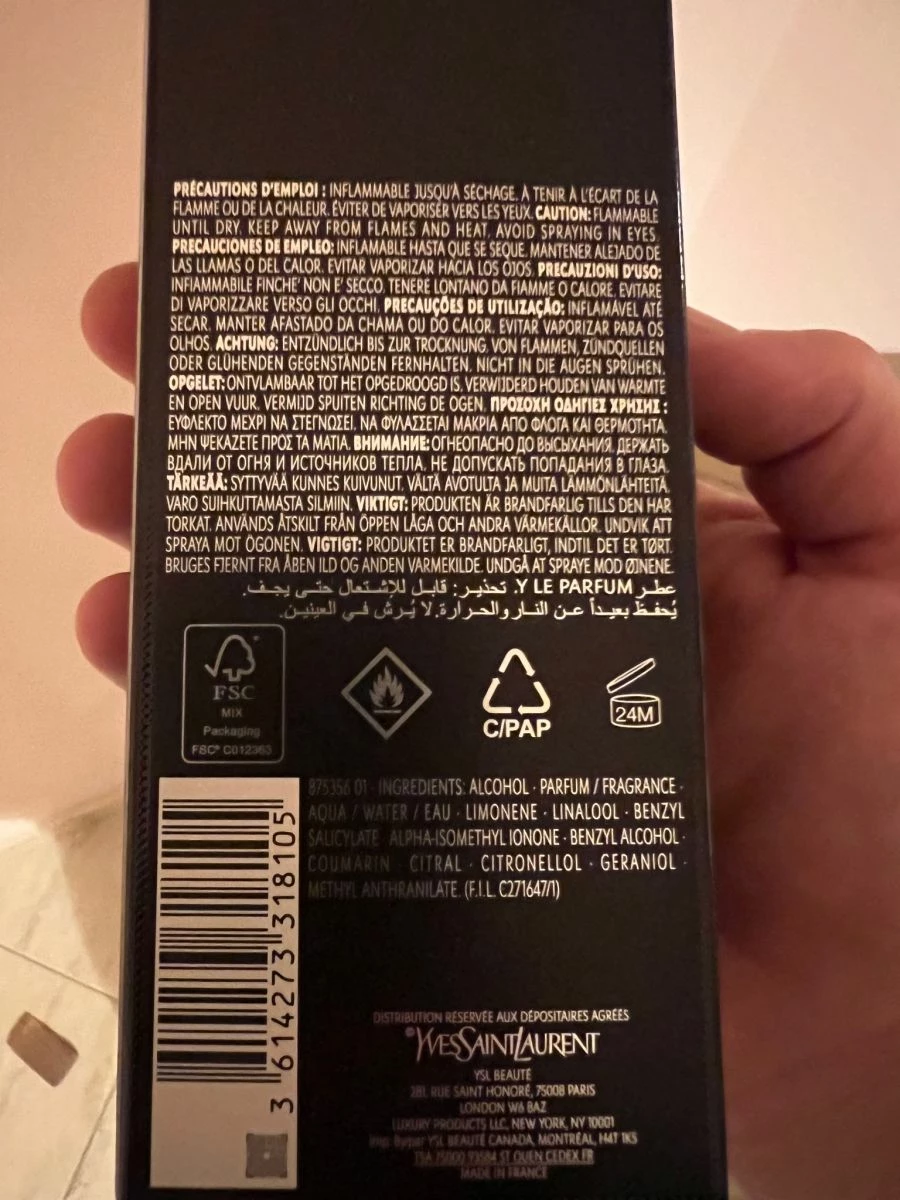 PRÉCAUTIONS D'EMPLOI : INFLAMMABLE JUSQU'À SÉCHAGE. À TENIR À L'ÉCART DE LA
FLAMME OU DE LA CHALEUR. ÉVITER DE VAPORISER VERS LES YEUX. CAUTION: FLAMMABLE
UNTIL DRY. KEEP AWAY FROM FLAMES AND HEAT. AVOID SPRAYING IN EYES.
PRECAUCIONES DE EMPLEO: INFLAMABLE HASTA QUE SE SEQUE. MANTENER ALEJADO DE
LAS LLAMAS O DEL CALOR. EVITAR VAPORIZAR HACIA LOS OJOS. PRECAUZIONI D'USO:
INFIAMMABILE FINCHE' NON E' SECCO. TENERE LONTANO DA FIAMME O CALORE. EVITARE
DI VAPORIZZARE VERSO GLI OCCHI. PRECAUÇÕES DE UTILIZAÇÃO: INFLAMÁVEL ATÉ
SECAR. MANTER AFASTADO DA CHAMA OU DO CALOR. EVITAR VAPORIZAR PARA OS
OLHOS. ACHTUNG: ENTZÜNDLICH BIS ZUR TROCKNUNG. VON FLAMMEN, ZÜNDQUELLEN
ODER GLÜHENDEN GEGENSTÄNDEN FERNHALTEN. NICHT IN DIE AUGEN SPRÜHEN.
OPGELET: ONTVLAMBAAR TOT HET OPGEDROOGD IS. VERWIJDERD HOUDEN VAN WARMTE
EN OPEN VUUR. VERMIJD SPUITEN RICHTING DE OGEN. ΠΡΟΣΟΧΗ ΟΔΗΓΙΕΣ ΧΡΗΣΗΣ :
ΕΥΦΛΕΚΤΟ ΜΕΧΡΙ ΝΑ ΣΤΕΓΝΩΣΕΙ. ΝΑ ΦΥΛΑΣΣΕΤΑΙ ΜΑΚΡΙΑ ΑΠΟ ΦΛΟΓΑ ΚΑΙ ΘΕΡΜΟΤΗΤΑ.
ΜΗΝ ΨΕΚΑΖΕΤΕ ΠΡΟΣ ΤΑ ΜΑΤΙΑ. ВНИМАНИЕ: ОГНЕОПАСНО ДО ВЫСЫХАНИЯ. ДЕРЖАТЬ
ВДАЛИ ОТ ОГНЯ И ИСТОЧНИКОВ ТЕПЛА. НЕ ДОПУСКАТЬ ПОПАДАНИЯ В ГЛАЗА.
TÄRKEÄÄ: SYTTYVÄÄ KUNNES KUIVUNUT. VÄLTÄ AVOTULTA JA MUITA LÄMMÖNLÄHTEITÄ.
VARO SUIHKUTTAMASTA SILMIIN. VIKTIGT: PRODUKTEN ÄR BRANDFARLIG TILLS DEN HAR
TORKAT. ANVÄNDS ÅTSKILT FRÅN ÖPPEN LÅGA OCH ANDRA VÄRMEKÄLLOR. UNDVIK ATT
SPRAYA MOT ÖGONEN. VIGTIGT: PRODUKTET ER BRANDFARLIGT, INDTIL DET ER TØRT.
BRUGES FJERNT FRA ÅBEN ILD OG ANDEN VARMEKILDE. UNDGÅ AT SPRAYE MOD ØJNENE.
عطر Y LE PARFUM. تحذير: قابل للإشتعال حتى يجف.
يُحفظ بعيداً عن النار والحرارة. لا يُرش في العينين.
FSC
MIX
Packaging
FSC® C012363
C/PAP
24M
875356 01 · INGREDIENTS: ALCOHOL · PARFUM / FRAGRANCE ·
AQUA / WATER / EAU · LIMONENE · LINALOOL · BENZYL
SALICYLATE · ALPHA-ISOMETHYL IONONE · BENZYL ALCOHOL ·
COUMARIN · CITRAL · CITRONELLOL · GERANIOL ·
METHYL ANTHRANILATE. (F.I.L. C271647/1)
3 614273 318105
DISTRIBUTION RÉSERVÉE AUX DÉPOSITAIRES AGRÉÉS
YVESSAINTLAURENT
YSL BEAUTÉ
281, RUE SAINT HONORÉ, 75008 PARIS
LONDON W6 8AZ
LUXURY PRODUCTS LLC, NEW YORK, NY 10001
YSL BEAUTÉ CANADA, MONTRÉAL, H4T 1K5
TSA 75000 93584 ST OUEN CEDEX FR
MADE IN FRANCE